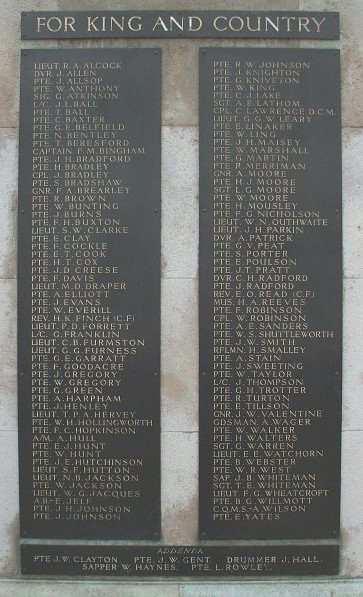 FOR KING AND COUNTRY
LIEUT. R.A. ALCOCK
DVR. J. ALLEN
PTE. J. ALLSOP
PTE. W. ANTHONY
SIG. G. ATKINSON
L/C. J.L. BALL
PTE. T. BALL
PTE. C. BAXTER
PTE. G.E. BELFIELD
PTE. N. BENTLEY
PTE. T. BERESFORD
CAPTAIN F.M. BINGHAM
PTE. J.H. BRADFORD
PTE. H. BRADLEY
CPL. J. BRADLEY
PTE. S. BRADSHAW
GNR. F.A. BREARLEY
PTE. R. BROWN
PTE. W. BUNTING
PTE. J. BURNS
PTE. F.H. BUXTON
LIEUT. S.W. CLARKE
PTE. E. CLAY
PTE. F. COCKLE
PTE. E.T. COOK
PTE. H.T. COX
PTE. J.D. CREESE
PTE. F. DAVIS
LIEUT. M.D. DRAPER
PTE. A. ELLIOTT
PTE. J. EVANS
PTE. W. EVERILL
REV. H.K. FINCH (C.F.)
LIEUT. P.D. FORRETT
L/C. G. FRANKLIN
LIEUT. C.B. FURMSTON
LIEUT. G.G. FURNESS
PTE. G.E. GARRATT
PTE. F. GOODACRE
PTE. J. GREGORY
PTE. W. GREGORY
PTE. G. GREEN
PTE. A. HARPHAM
PTE. J. HENLEY
LIEUT. T.P.A. HERVEY
PTE. W.H. HOLLINGWORTH
PTE. F.C. HOPKINSON
A/M. A. HULL
PTE. E.J. HUNT
PTE. W. HUNT
PTE. J.E. HUTCHINSON
LIEUT. S.F. HUTTON
LIEUT. N.B. JACKSON
PTE. W. JACKSON
LIEUT. W.G. JACQUES
A.B. E. JELF
PTE. J.H. JOHNSON
PTE. J. JOHNSON
PTE. R.W. JOHNSON
PTE. J. KNIGHTON
PTE. G. KNIVETON
PTE. W. KING
PTE. C.J. LAKE
SGT. A.E. LATHOM
CPL. C. LAWRENCE. D.C.M.
LIEUT. G.G.W. LEARY
PTE. E. LINAKER
PTE. W. LING
PTE. J.H. MAISEY
PTE. W. MARSHALL
PTE. G. MARTIN
PTE. R. MERRIMAN
GNR. A. MOORE
PTE. H.J. MOORE
SGT. L.G. MOORE
PTE. W. MOORE
PTE. H. MOUSLEY
PTE. F.G. NICHOLSON
LIEUT. W.N. OUTHWAITE
LIEUT. J.H. PARKIN
DVR. A. PATRICK
PTE. G.V. PEAT
PTE. S. PORTER
PTE. E. POULSON
PTE. J.T. PRATT
DVR. C.H. RADFORD
PTE. J. RADFORD
REV. E.O. READ (C.F.)
MUS. H.A. REEVES
PTE. F. ROBINSON
CPL. W. ROBINSON
PTE. A.E. SANDERS
PTE. W.S. SHUTTLEWORTH
PTE. J.W. SMITH
RFLMN. H. SMALLEY
PTE. A. STAIN
PTE. J. SWEETING
PTE. W. TAYLOR
L/C. J. THOMPSON
PTE. G.H. TROTTER
PTE. R. TURTON
PTE. E. TILLSON
GNR. J.W. VALENTINE
GDSMAN. A. WAGER
PTE. W. WALKER
PTE. H. WALTERS
SGT. G. WARREN
LIEUT. E.E. WATCHORN
PTE. B. WEBSTER
PTE. W.R. WEST
SAP. J.B. WHITEMAN
SGT. T.E. WHITEMAN
LIEUT. F.G. WHEATCROFT
PTE. B.G. WILLMOTT
C.Q.M.S. A. WILSON
PTE. E. YATES
ADDENDA
PTE. J.W. CLAYTON. PTE. J.W. GENT. DRUMMER J. HALL.
SAPPER W. HAYNES. PTE. L. ROWLEY.